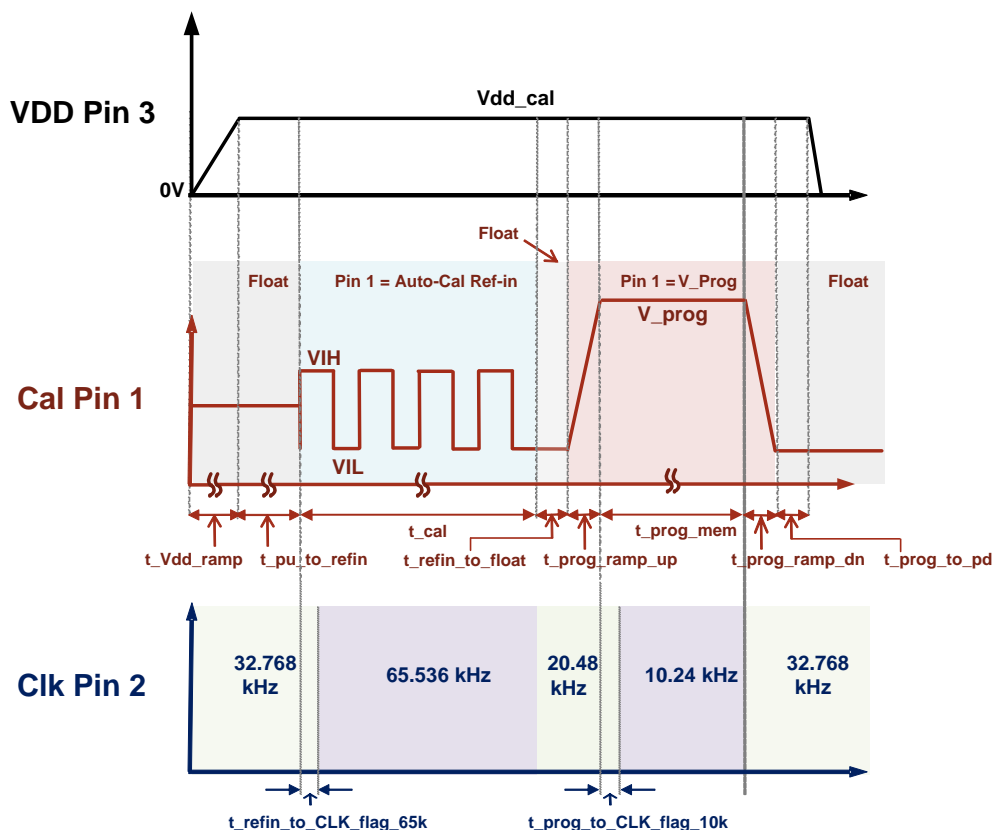 VDD Pin 3
Vdd_cal
0V
Float
Float
Pin 1 = Auto-Cal Ref-in
Pin 1 = V_Prog
Float
V_prog
VIH
Cal Pin 1
VIL
t_cal
t_prog_mem
t_Vdd_ramp
t_pu_to_refin
t_refin_to_float
t_prog_ramp_up
t_prog_ramp_dn
t_prog_to_pd
Clk Pin 2
32.768
kHz
65.536 kHz
20.48
kHz
10.24 kHz
32.768
kHz
t_refin_to_CLK_flag_65k
t_prog_to_CLK_flag_10k